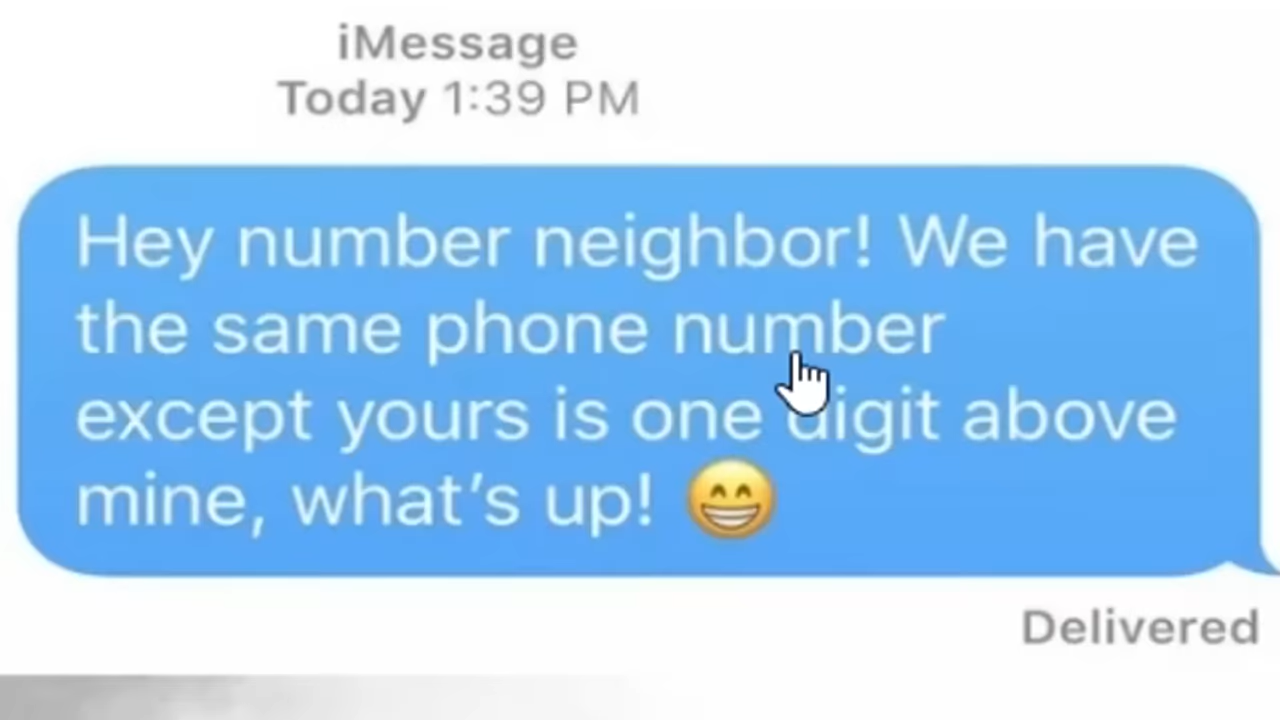 iMessage
Today 1:39 PM
Hey number neighbor! We have
the same phone number
except yours is one digit above
mine, what’s up! 😁
Delivered